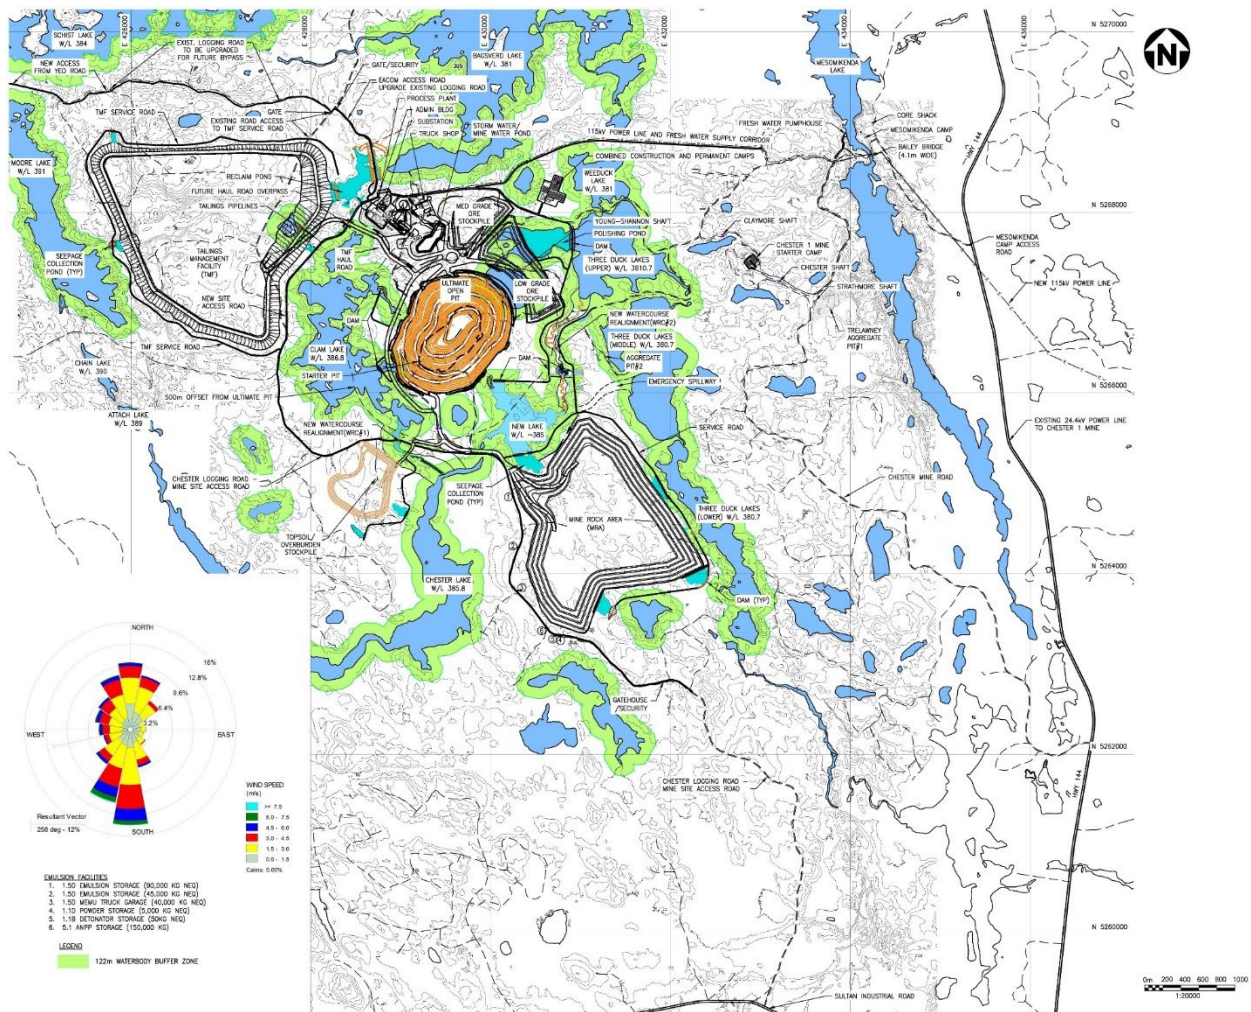 SCHIST LAKE
W/L 384
E 426000
E 428000
E 430000
E 432000
E 434000
E 436000
N 5270000
N
EXIST. LOGGING ROAD
TO BE UPGRADED
FOR FUTURE BYPASS
NEW ACCESS
FROM YEO ROAD
GATE/SECURITY
BAGSVERD LAKE
W/L 381
MESOMIKENDA
LAKE
EACOM ACCESS ROAD
UPGRADE EXISTING LOGGING ROAD
PROCESS PLANT
ADMIN BLDG
SUBSTATION
TRUCK SHOP
STORM WATER/
MINE WATER POND
TMF SERVICE ROAD
GATE
EXISTING ROAD ACCESS
TO TMF SERVICE ROAD
115kV POWER LINE AND FRESH WATER SUPPLY CORRIDOR
FRESH WATER PUMPHOUSE
CORE SHACK
MESOMIKENDA CAMP
BAILEY BRIDGE
(4.1m WIDE)
HWY 144
COMBINED CONSTRUCTION AND PERMANENT CAMPS
MOORE LAKE
W/L 391
RECLAIM POND
FUTURE HAUL ROAD OVERPASS
TAILINGS PIPELINES
WEEDUCK
LAKE
W/L 381
MED GRADE
ORE
STOCKPILE
N 5268000
YOUNG-SHANNON SHAFT
POLISHING POND
DAM
CLAYMORE SHAFT
CHESTER 1 MINE
STARTER CAMP
MESOMIKENDA
CAMP ACCESS
ROAD
SEEPAGE
COLLECTION
POND (TYP)
TAILINGS
MANAGEMENT
FACILITY
(TMF)
TMF
HAUL
ROAD
THREE DUCK LAKES
(UPPER) W/L 3810.7
CHESTER SHAFT
STRATHMORE SHAFT
NEW 115kV POWER LINE
NEW SITE
ACCESS ROAD
ULTIMATE
OPEN
PIT
LOW GRADE
ORE
STOCKPILE
DAM
NEW WATERCOURSE
REALIGNMENT(WRC#2)
THREE DUCK LAKES
(MIDDLE) W/L 380.7
TRELAWNEY
AGGREGATE
PIT#1
TMF SERVICE ROAD
CLAM LAKE
W/L 386.8
DAM
AGGREGATE
PIT#2
CHAIN LAKE
W/L 390
STARTER PIT
EMERGENCY SPILLWAY
N 5266000
500m OFFSET FROM ULTIMATE PIT
ATTACH LAKE
W/L 389
NEW WATERCOURSE
REALIGNMENT(WRC#1)
NEW LAKE
W/L ~385
SERVICE ROAD
EXISTING 24.4kV POWER LINE
TO CHESTER 1 MINE
CHESTER LOGGING ROAD
MINE SITE ACCESS ROAD
SEEPAGE
COLLECTION
POND (TYP)
CHESTER MINE ROAD
MINE ROCK AREA
(MRA)
THREE DUCK LAKES
(LOWER) W/L 380.7
TOPSOIL/
OVERBURDEN
STOCKPILE
N 5264000
CHESTER LAKE
W/L 385.8
DAM (TYP)
GATEHOUSE
/SECURITY
N 5262000
CHESTER LOGGING ROAD
MINE SITE ACCESS ROAD
HWY 144
NORTH
16%
12.8%
9.6%
6.4%
3.2%
WEST
EAST
SOUTH
Resultant Vector
258 deg - 12%
WIND SPEED
(m/s)
>= 7.5
6.0 - 7.5
4.5 - 6.0
3.0 - 4.5
1.5 - 3.0
0.0 - 1.5
Calms: 0.00%
EMULSION FACILITIES
1. 1.5D EMULSION STORAGE (90,000 KG NEQ)
2. 1.5D EMULSION STORAGE (45,000 KG NEQ)
3. 1.5D MEMU TRUCK GARAGE (40,000 KG NEQ)
4. 1.1D POWDER STORAGE (5,000 KG NEQ)
5. 1.1B DETONATOR STORAGE (50KG NEQ)
6. 5.1 ANPP STORAGE (150,000 KG)
N 5260000
LEGEND
122m WATERBODY BUFFER ZONE
0m 200 400 600 800 1000
1:20000
SULTAN INDUSTRIAL ROAD